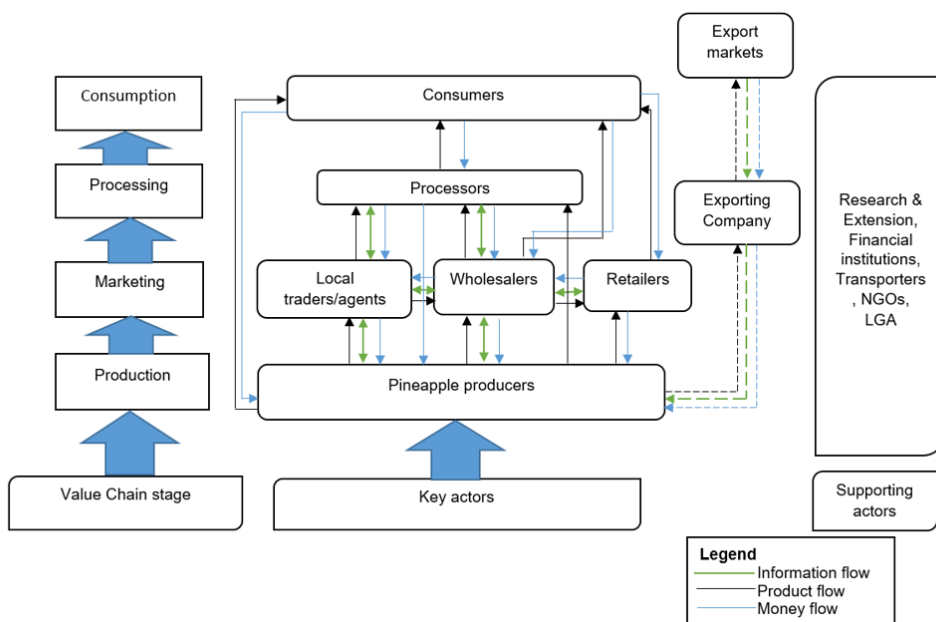 Consumption
Processing
Marketing
Production
Value Chain stage
Consumers
Processors
Local
traders/agents
Wholesalers
Retailers
Pineapple producers
Key actors
Export
markets
Exporting
Company
Research &
Extension,
Financial
institutions,
Transporters
, NGOs,
LGA
Supporting
actors
Legend
Information flow
Product flow
Money flow